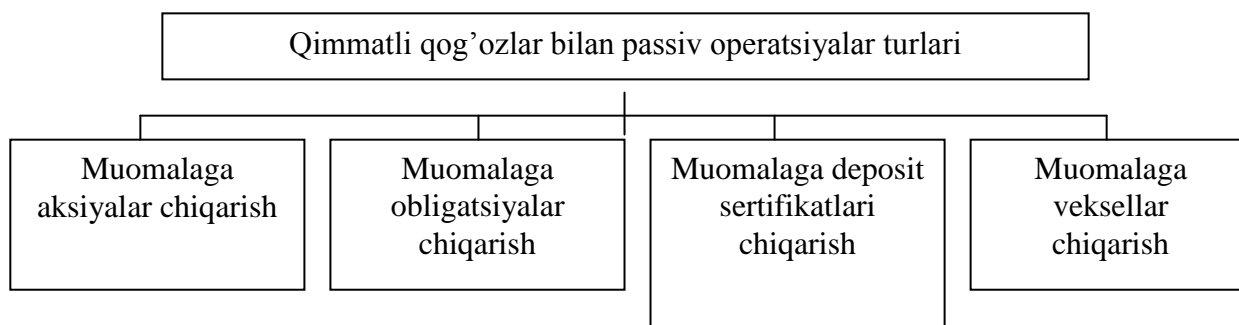 Qimmatli qog’ozlar bilan passiv operatsiyalar turlari
Muomalaga
aksiyalar chiqarish
Muomalaga
obligatsiyalar
chiqarish
Muomalaga deposit
sertifikatlari
chiqarish
Muomalaga
veksellar
chiqarish